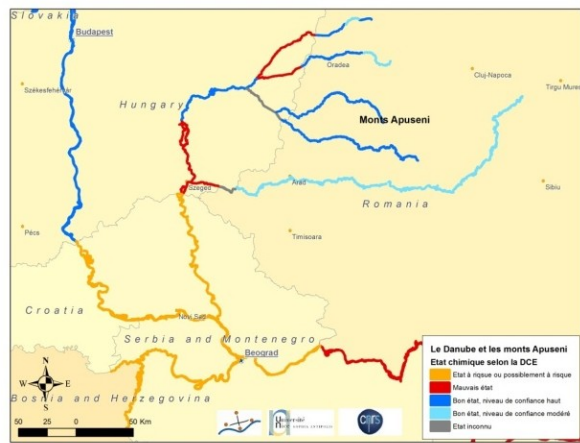 Slovakia
Budapest
Székesfehérvár
Hungary
Oradea
Cluj-Napoca
Tirgu Mures
Monts Apuseni
Szeged
Arad
Sibiu
Romania
Pécs
Timisoara
Croatia
Novi Sad
Serbia and Montenegro
Beograd
Bosnia and Herzegovina
N
W
E
S
50
25
0
50 Km
Université
cnrs
Le Danube et les monts Apuseni
Etat chimique selon la DCE
Etat à risque ou possiblement à risque
Mauvais état
Bon état, niveau de confiance haut
Bon état, niveau de confiance modéré
Etat inconnu